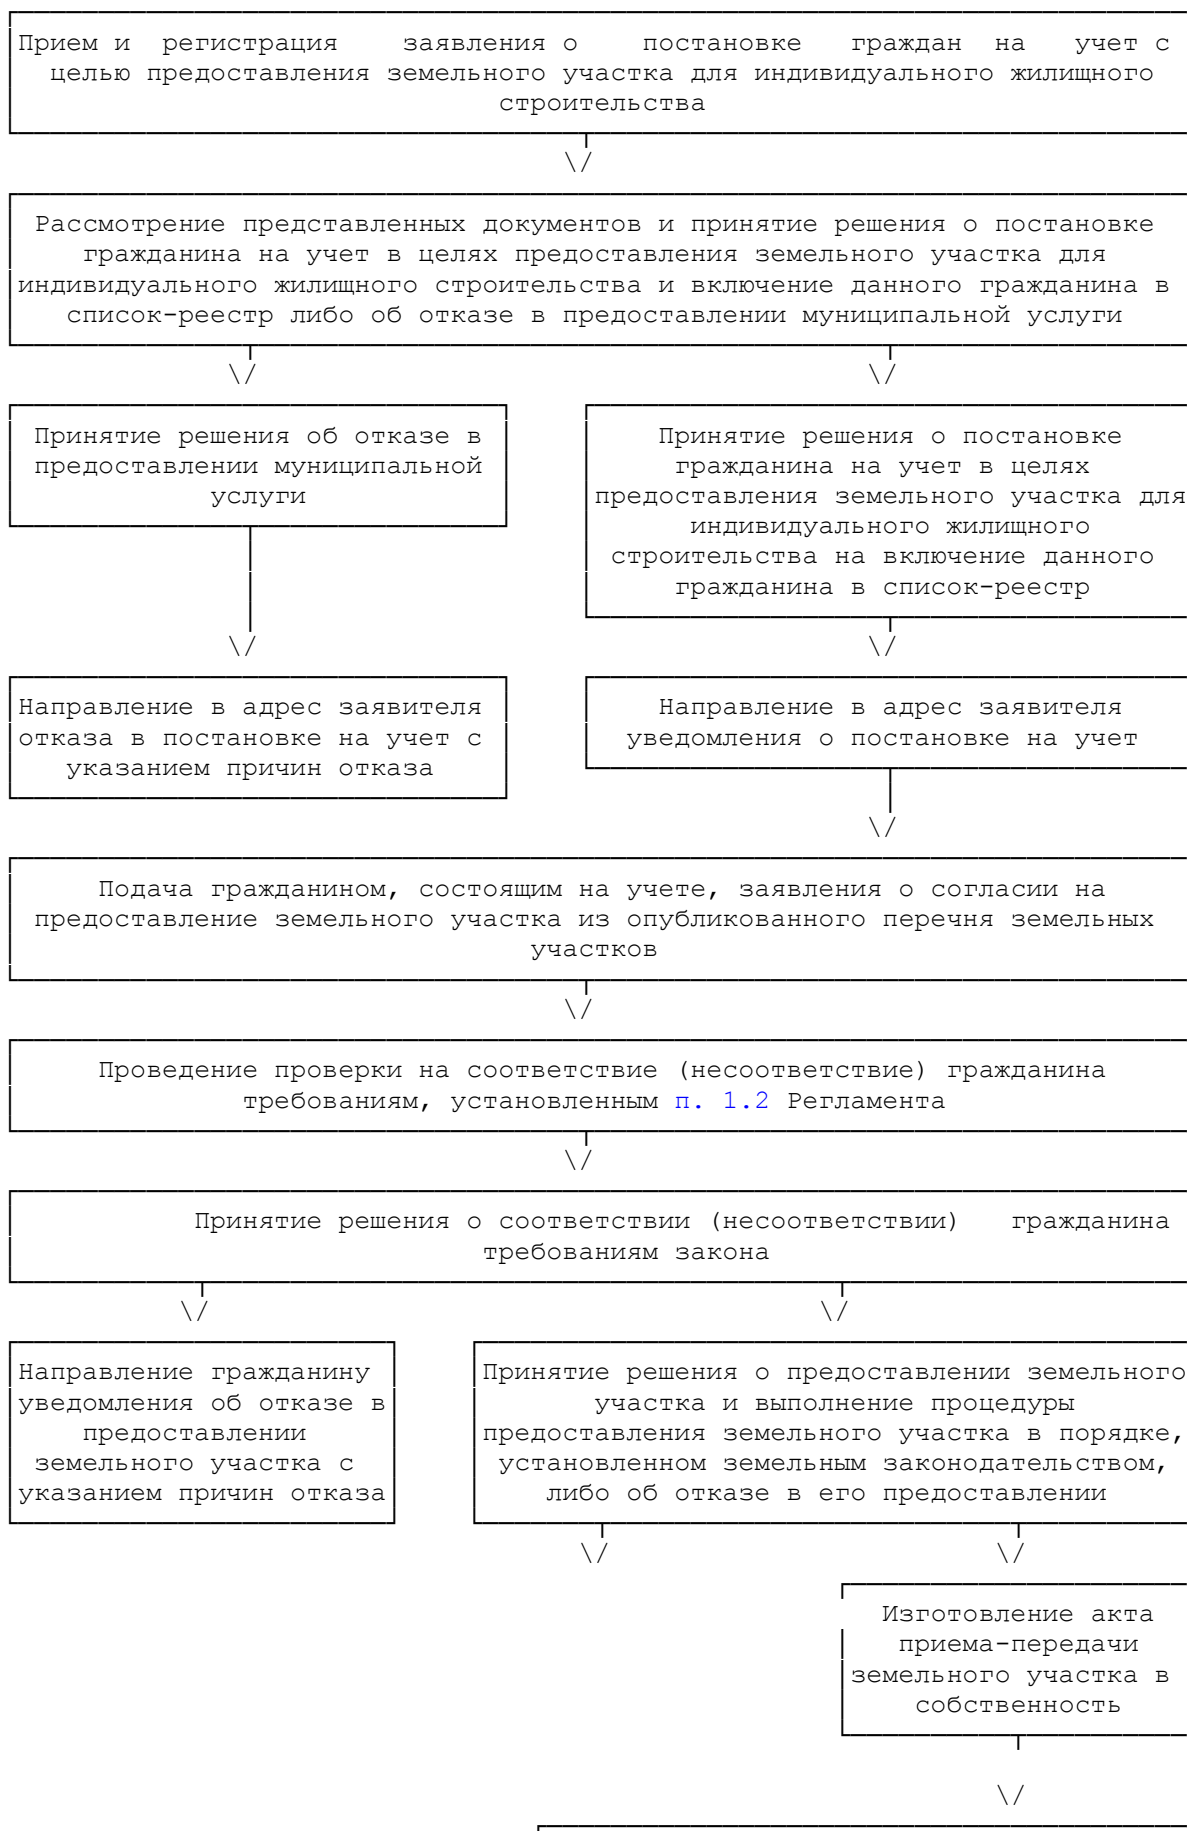 Прием и регистрация заявления о постановке граждан на учет с
целью предоставления земельного участка для индивидуального жилищного
строительства
\/
Рассмотрение представленных документов и принятие решения о постановке
гражданина на учет в целях предоставления земельного участка для
индивидуального жилищного строительства и включение данного гражданина в
список-реестр либо об отказе в предоставлении муниципальной услуги
\/ \/
Принятие решения об отказе в
предоставлении муниципальной
услуги
Принятие решения о постановке
гражданина на учет в целях
предоставления земельного участка для
индивидуального жилищного
строительства на включение данного
гражданина в список-реестр
\/ \/
Направление в адрес заявителя
отказа в постановке на учет с
указанием причин отказа
Направление в адрес заявителя
уведомления о постановке на учет
\/
Подача гражданином, состоящим на учете, заявления о согласии на
предоставление земельного участка из опубликованного перечня земельных
участков
\/
Проведение проверки на соответствие (несоответствие) гражданина
требованиям, установленным п. 1.2 Регламента
\/
Принятие решения о соответствии (несоответствии) гражданина
требованиям закона
\/ \/
Направление гражданину
уведомления об отказе в
предоставлении
земельного участка с
указанием причин отказа
Принятие решения о предоставлении земельного
участка и выполнение процедуры
предоставления земельного участка в порядке,
установленном земельным законодательством,
либо об отказе в его предоставлении
\/ \/
Изготовление акта
приема-передачи
земельного участка в
собственность
\/